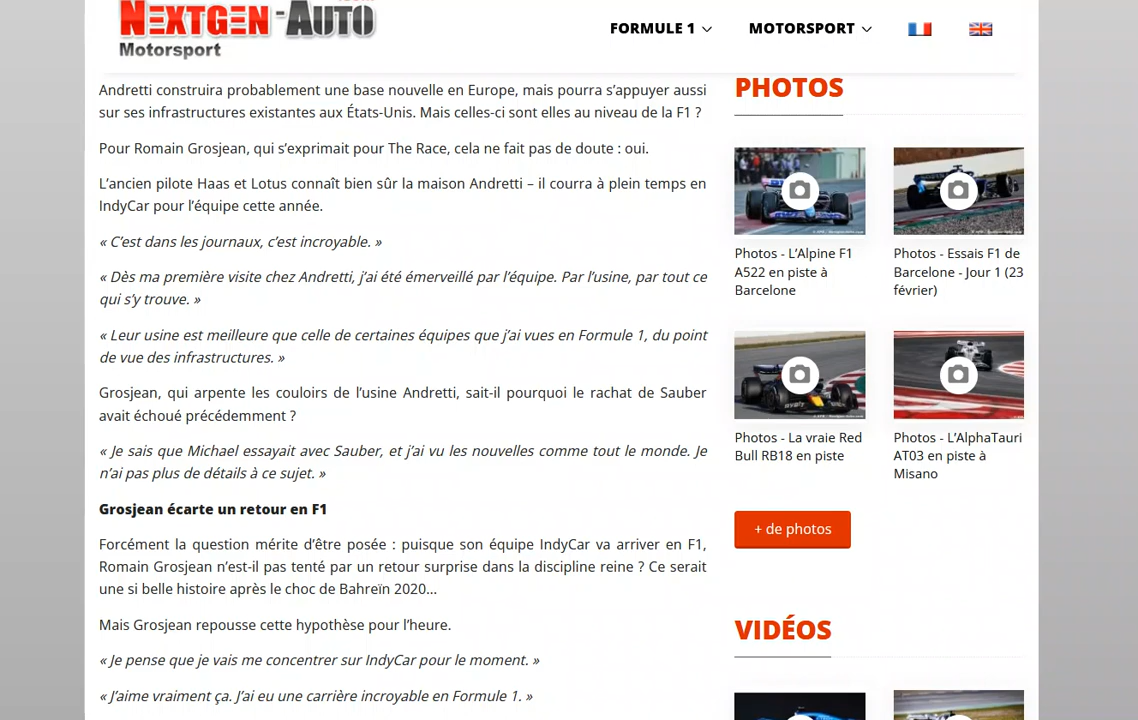 NEXTGEN-AUTO
Motorsport
FORMULE 1
MOTORSPORT
Andretti construira probablement une base nouvelle en Europe, mais pourra s’appuyer aussi
sur ses infrastructures existantes aux États-Unis. Mais celles-ci sont elles au niveau de la F1 ?
Pour Romain Grosjean, qui s’exprimait pour The Race, cela ne fait pas de doute : oui.
L’ancien pilote Haas et Lotus connaît bien sûr la maison Andretti – il courra à plein temps en
IndyCar pour l’équipe cette année.
« C’est dans les journaux, c’est incroyable. »
« Dès ma première visite chez Andretti, j’ai été émerveillé par l’équipe. Par l’usine, par tout ce
qui s’y trouve. »
« Leur usine est meilleure que celle de certaines équipes que j’ai vues en Formule 1, du point
de vue des infrastructures. »
Grosjean, qui arpente les couloirs de l’usine Andretti, sait-il pourquoi le rachat de Sauber
avait échoué précédemment ?
« Je sais que Michael essayait avec Sauber, et j’ai vu les nouvelles comme tout le monde. Je
n’ai pas plus de détails à ce sujet. »
Grosjean écarte un retour en F1
Forcément la question mérite d’être posée : puisque son équipe IndyCar va arriver en F1,
Romain Grosjean n’est-il pas tenté par un retour surprise dans la discipline reine ? Ce serait
une si belle histoire après le choc de Bahreïn 2020…
Mais Grosjean repousse cette hypothèse pour l’heure.
« Je pense que je vais me concentrer sur IndyCar pour le moment. »
« J’aime vraiment ça. J’ai eu une carrière incroyable en Formule 1. »
PHOTOS
Photos - L’Alpine F1
A522 en piste à
Barcelone
Photos - Essais F1 de
Barcelone - Jour 1 (23
février)
Photos - La vraie Red
Bull RB18 en piste
Photos - L’AlphaTauri
AT03 en piste à
Misano
+ de photos
VIDÉOS